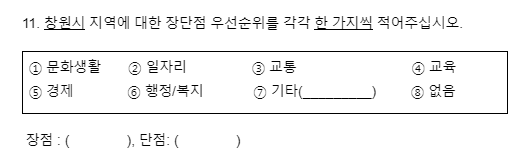 11. 창원시 지역에 대한 장단점 우선순위를 각각 한 가지씩 적어주십시오.
① 문화생활 ② 일자리 ③ 교통 ④ 교육
⑤ 경제 ⑥ 행정/복지 ⑦ 기타(_________) ⑧ 없음
장점 : ( ), 단점: ( )